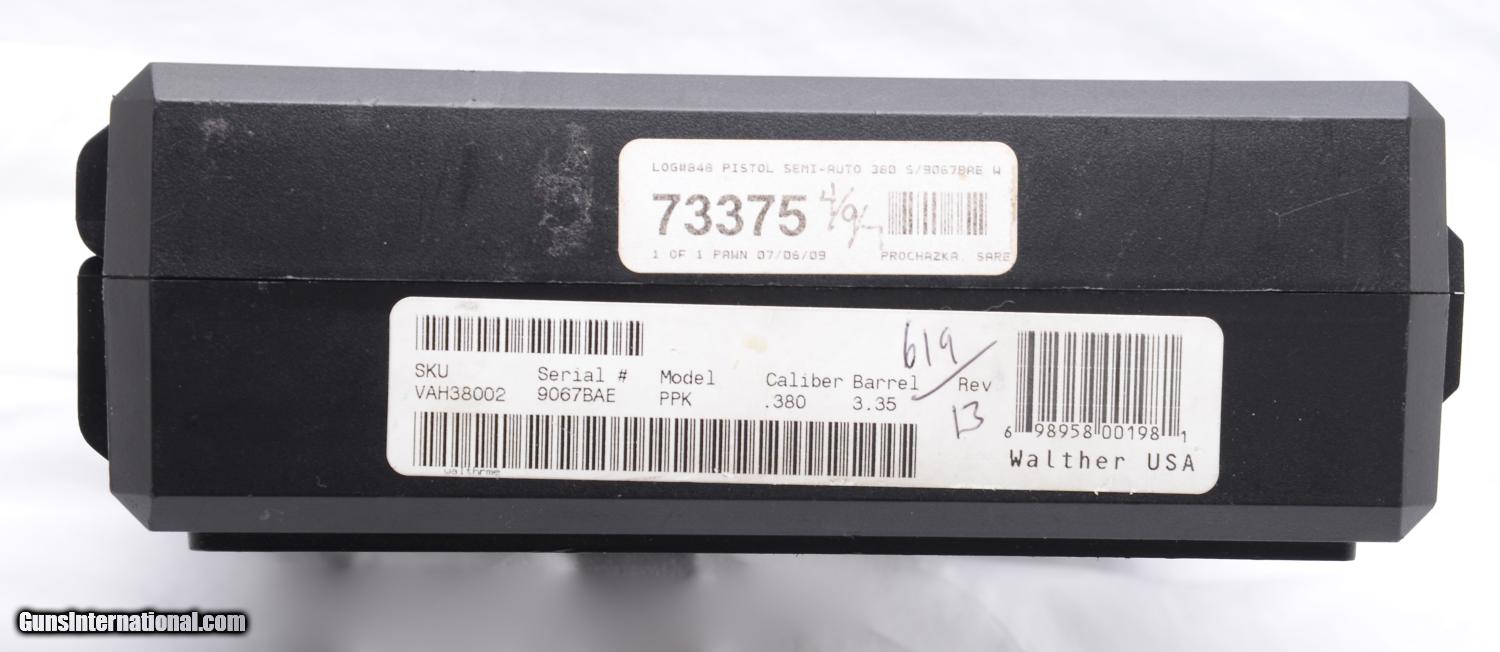 LOG#848 PISTOL SEMI-AUTO 380 S/9067BAE W
73375
1 OF 1 PAWN 07/06/09 PROCHAZKA, SARE
619
SKU Serial # Model Caliber Barrel Rev
VAH38002 9067BAE PPK .380 3.35 13
6 98958 00198 1
walthrme
Walther USA
GunsInternational.com